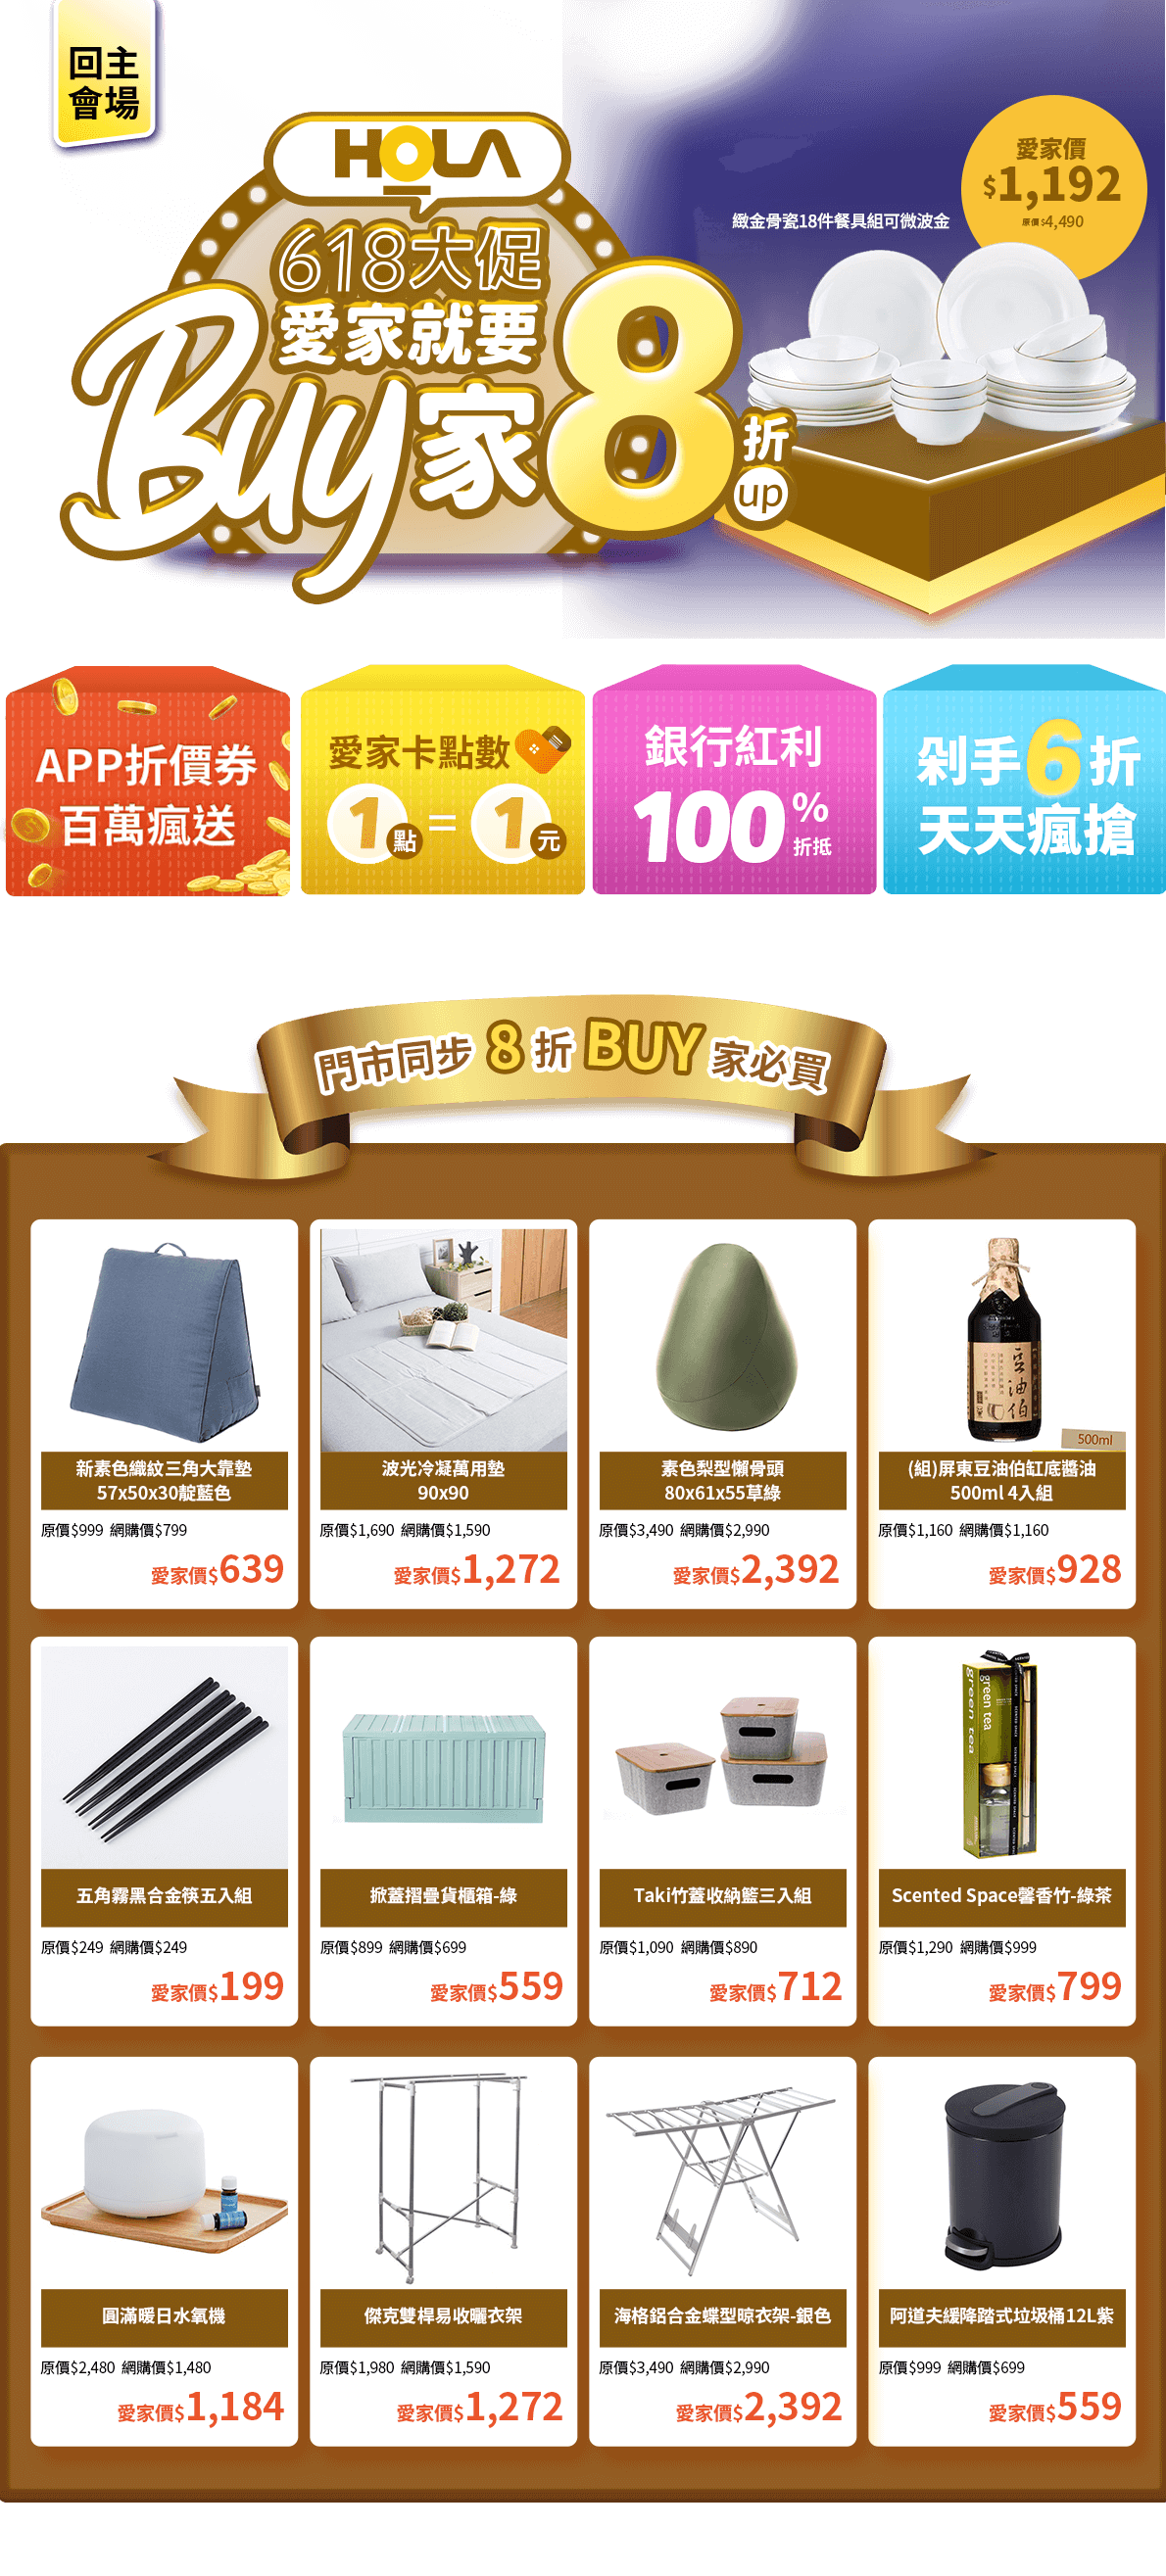 回主
會場
HOLA
618大促
愛家就要
Buy家8折up
愛家價
$1,192
原價$4,490
緻金骨瓷18件餐具組可微波金
APP折價券
百萬瘋送
愛家卡點數
1點=1元
銀行紅利
100%折抵
剁手6折
天天瘋搶
門市同步8折BUY家必買
新素色織紋三角大靠墊
57x50x30靛藍色
原價$999 網購價$799
愛家價$639
波光冷凝萬用墊
90x90
原價$1,690 網購價$1,590
愛家價$1,272
素色梨型懶骨頭
80x61x55草綠
原價$3,490 網購價$2,990
愛家價$2,392
豆油伯
500ml
(組)屏東豆油伯缸底醬油
500ml 4入組
原價$1,160 網購價$1,160
愛家價$928
五角霧黑合金筷五入組
原價$249 網購價$249
愛家價$199
掀蓋摺疊貨櫃箱-綠
原價$899 網購價$699
愛家價$559
Taki竹蓋收納籃三入組
原價$1,090 網購價$890
愛家價$712
green tea
green tea
Scented Space馨香竹-綠茶
原價$1,290 網購價$999
愛家價$799
圓滿暖日水氧機
原價$2,480 網購價$1,480
愛家價$1,184
傑克雙桿易收曬衣架
原價$1,980 網購價$1,590
愛家價$1,272
海格鋁合金蝶型晾衣架-銀色
原價$3,490 網購價$2,990
愛家價$2,392
阿道夫緩降踏式垃圾桶12L紫
原價$999 網購價$699
愛家價$559